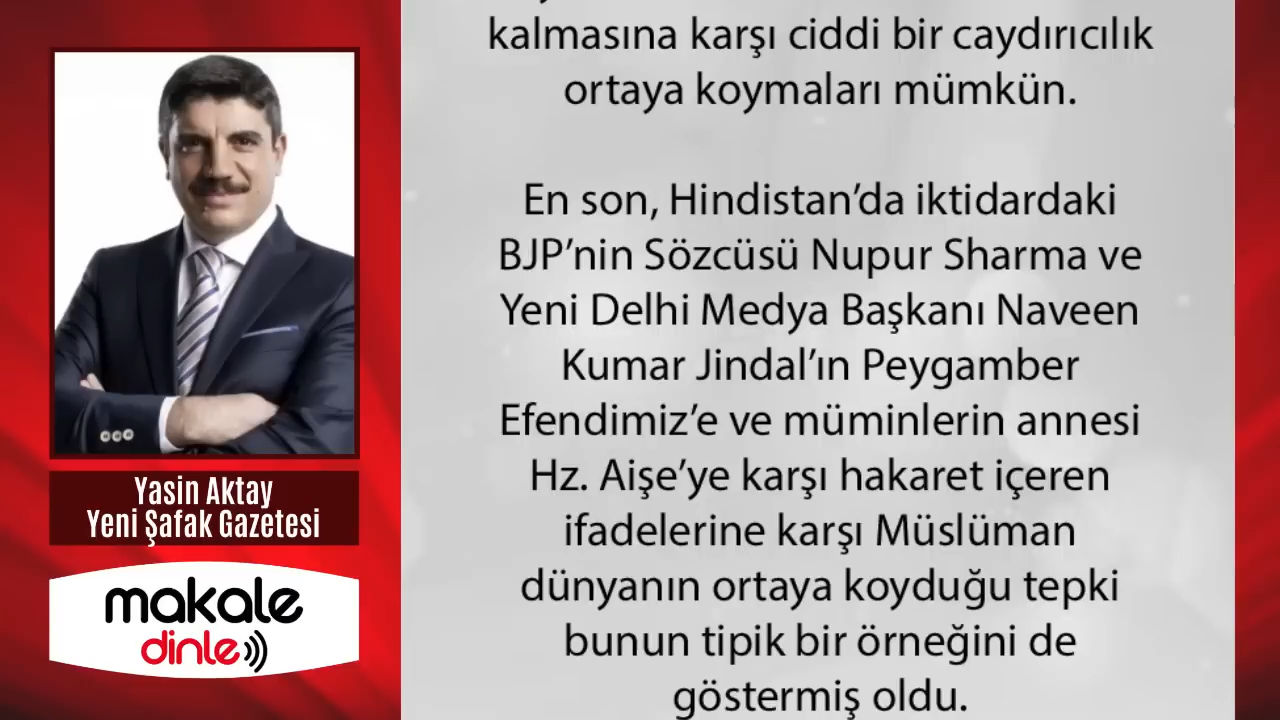 kalmasına karşı ciddi bir caydırıcılık
ortaya koymaları mümkün.
En son, Hindistan’da iktidardaki
BJP’nin Sözcüsü Nupur Sharma ve
Yeni Delhi Medya Başkanı Naveen
Kumar Jindal’ın Peygamber
Efendimiz’e ve müminlerin annesi
Hz. Aişe’ye karşı hakaret içeren
ifadelerine karşı Müslüman
dünyanın ortaya koyduğu tepki
bunun tipik bir örneğini de
göstermiş oldu.
Yasin Aktay
Yeni Şafak Gazetesi
makale
dinle